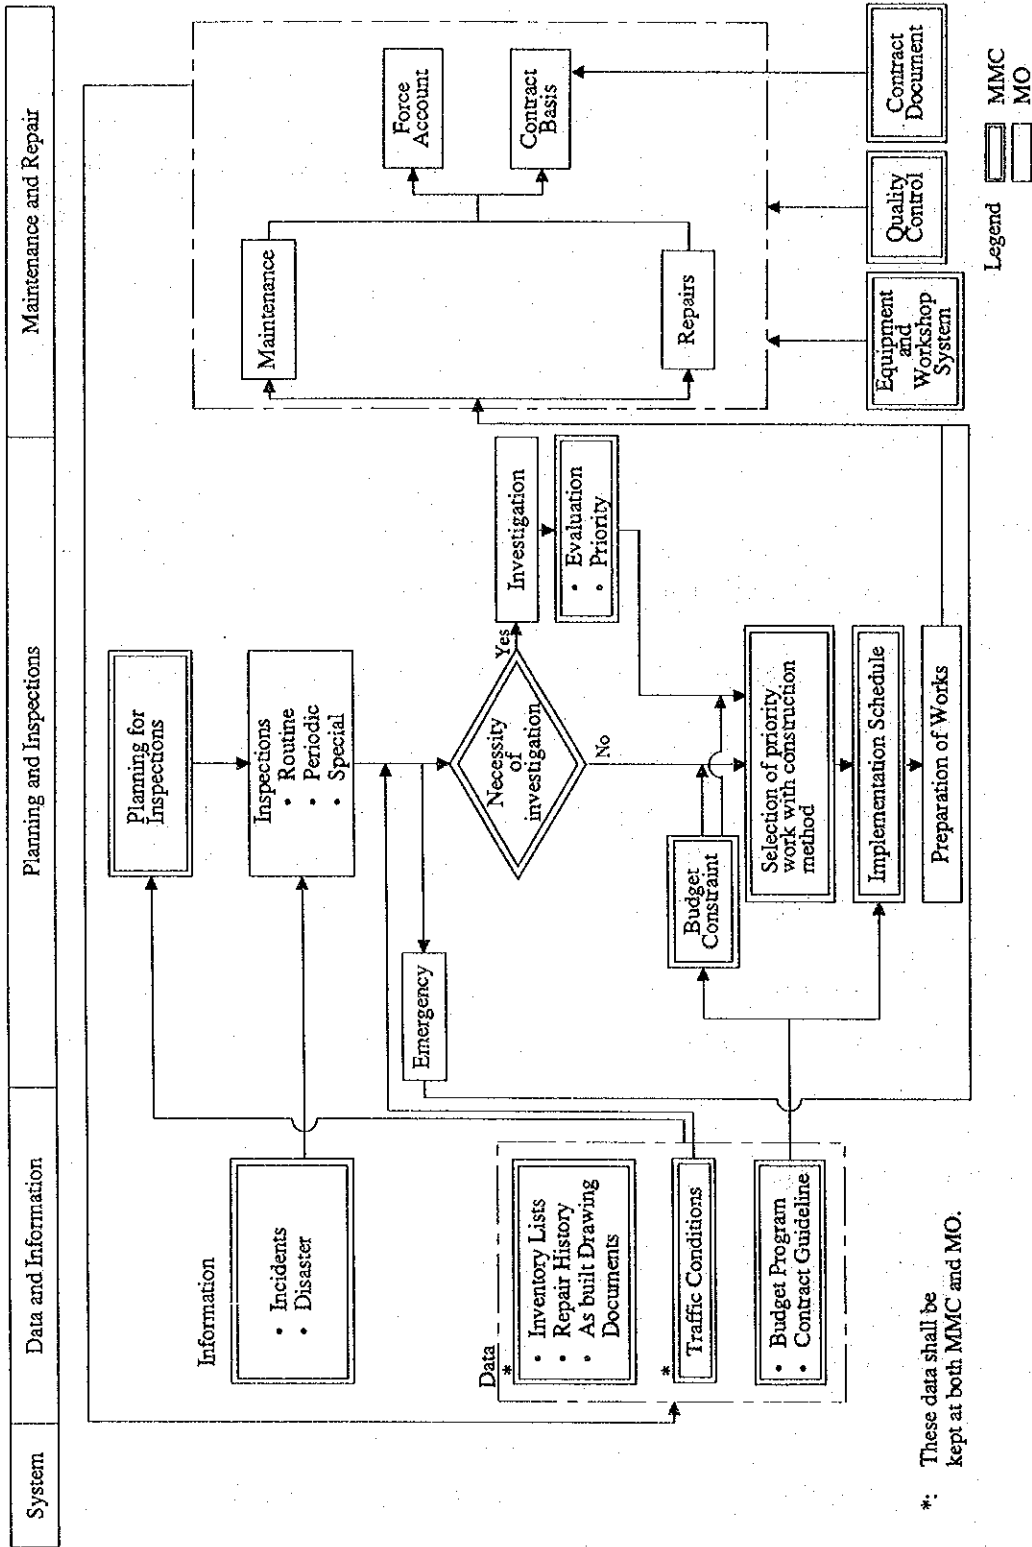 System
Data and Information
Planning and Inspections
Maintenance and Repair
Information
• Incidents
• Disaster
Data
*
• Inventory Lists
• Repair History
• As built Drawing
Documents
*
Traffic Conditions
• Budget Program
• Contract Guideline
*: These data shall be
kept at both MMC and MO.
Planning for
Inspections
Inspections
• Routine
• Periodic
• Special
Emergency
Necessity
of
investigation
Yes
No
Investigation
• Evaluation
• Priority
Budget
Constraint
Selection of priority
work with construction
method
Implementation Schedule
Preparation of Works
Maintenance
Repairs
Force
Account
Contract
Basis
Equipment
and
Workshop
System
Quality
Control
Contract
Document
Legend
MMC
MO